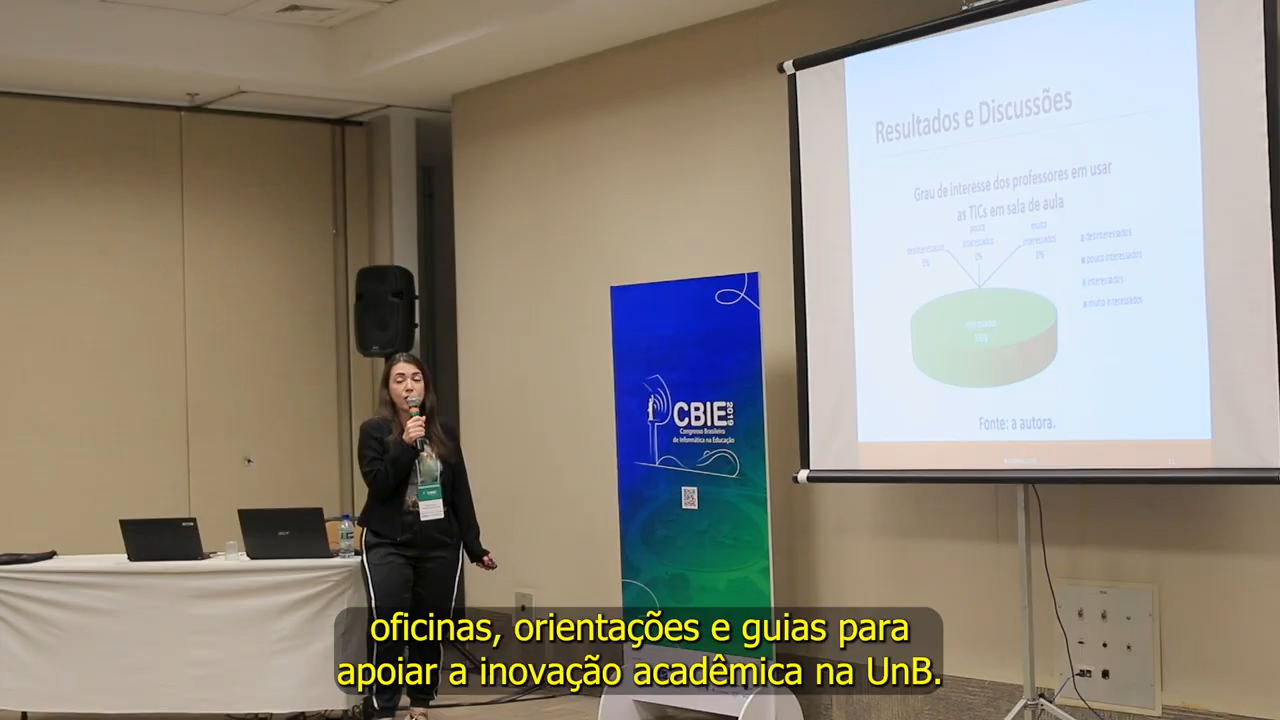 Resultados e Discussões
Grau de interesse dos professores em usar
as TICs em sala de aula
desinteressados
0%
pouco
interessados
0%
muito
interessados
0%
desinteressados
pouco interessados
interessados
muito interessados
Fonte: a autora.
CBIE 2019
Congresso Brasileiro
de Informática na Educação
oficinas, orientações e guias para
apoiar a inovação acadêmica na UnB.